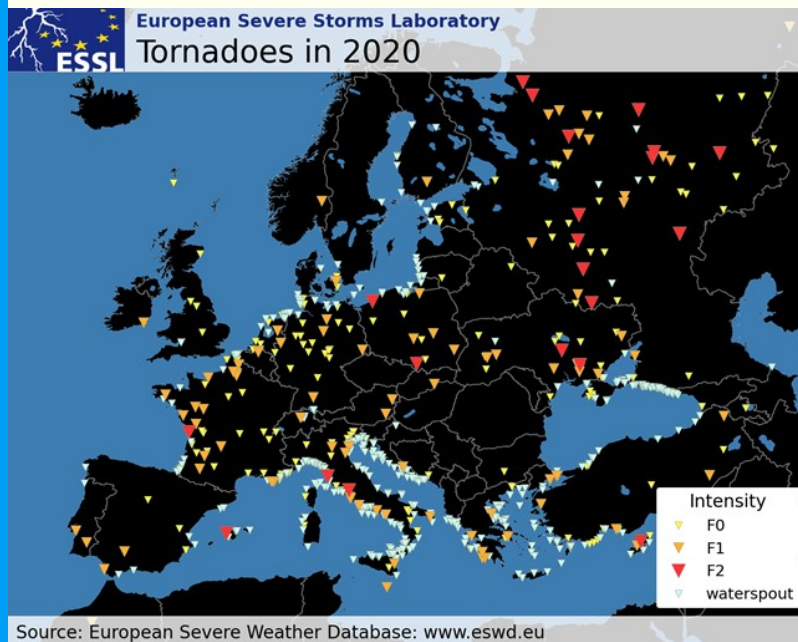 ESSL
European Severe Storms Laboratory
Tornadoes in 2020
Intensity
F0
F1
F2
waterspout
Source: European Severe Weather Database: www.eswd.eu